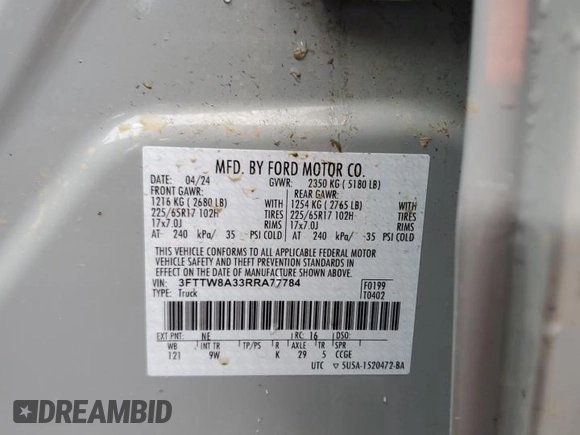 MFD. BY FORD MOTOR CO.
DATE: 04/24 GVWR: 2350 KG ( 5180 LB)
FRONT GAWR: REAR GAWR:
1216 KG ( 2680 LB) WITH 1254 KG ( 2765 LB) WITH
225/65R17 102H TIRES 225/65R17 102H TIRES
17x7.0J RIMS 17x7.0J RIMS
AT 240 kPa/ 35 PSI COLD AT 240 kPa/ 35 PSI COLD
THIS VEHICLE CONFORMS TO ALL APPLICABLE FEDERAL MOTOR
VEHICLE SAFETY AND THEFT PREVENTION STANDARDS IN
EFFECT ON THE DATE OF MANUFACTURE SHOWN ABOVE.
VIN: 3FTTW8A33RRA77784 F0199
TYPE: Truck T0402
EXT PNT: NE RC: 16 DSO:
WB INT TR TP/PS R AXLE TR SPR
121 9W K 29 5 CCGE
UTC ▽ 5U5A-1520472-BA
DREAMBID